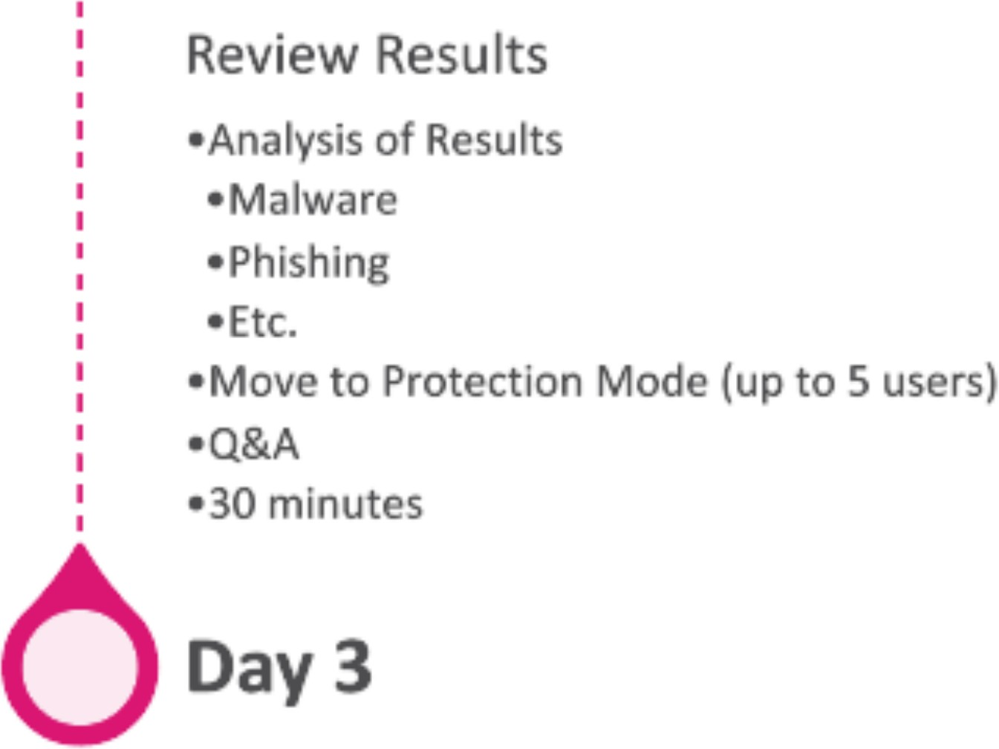 Review Results
•Analysis of Results
•Malware
•Phishing
•Etc.
•Move to Protection Mode (up to 5 users)
•Q&A
•30 minutes
Day 3